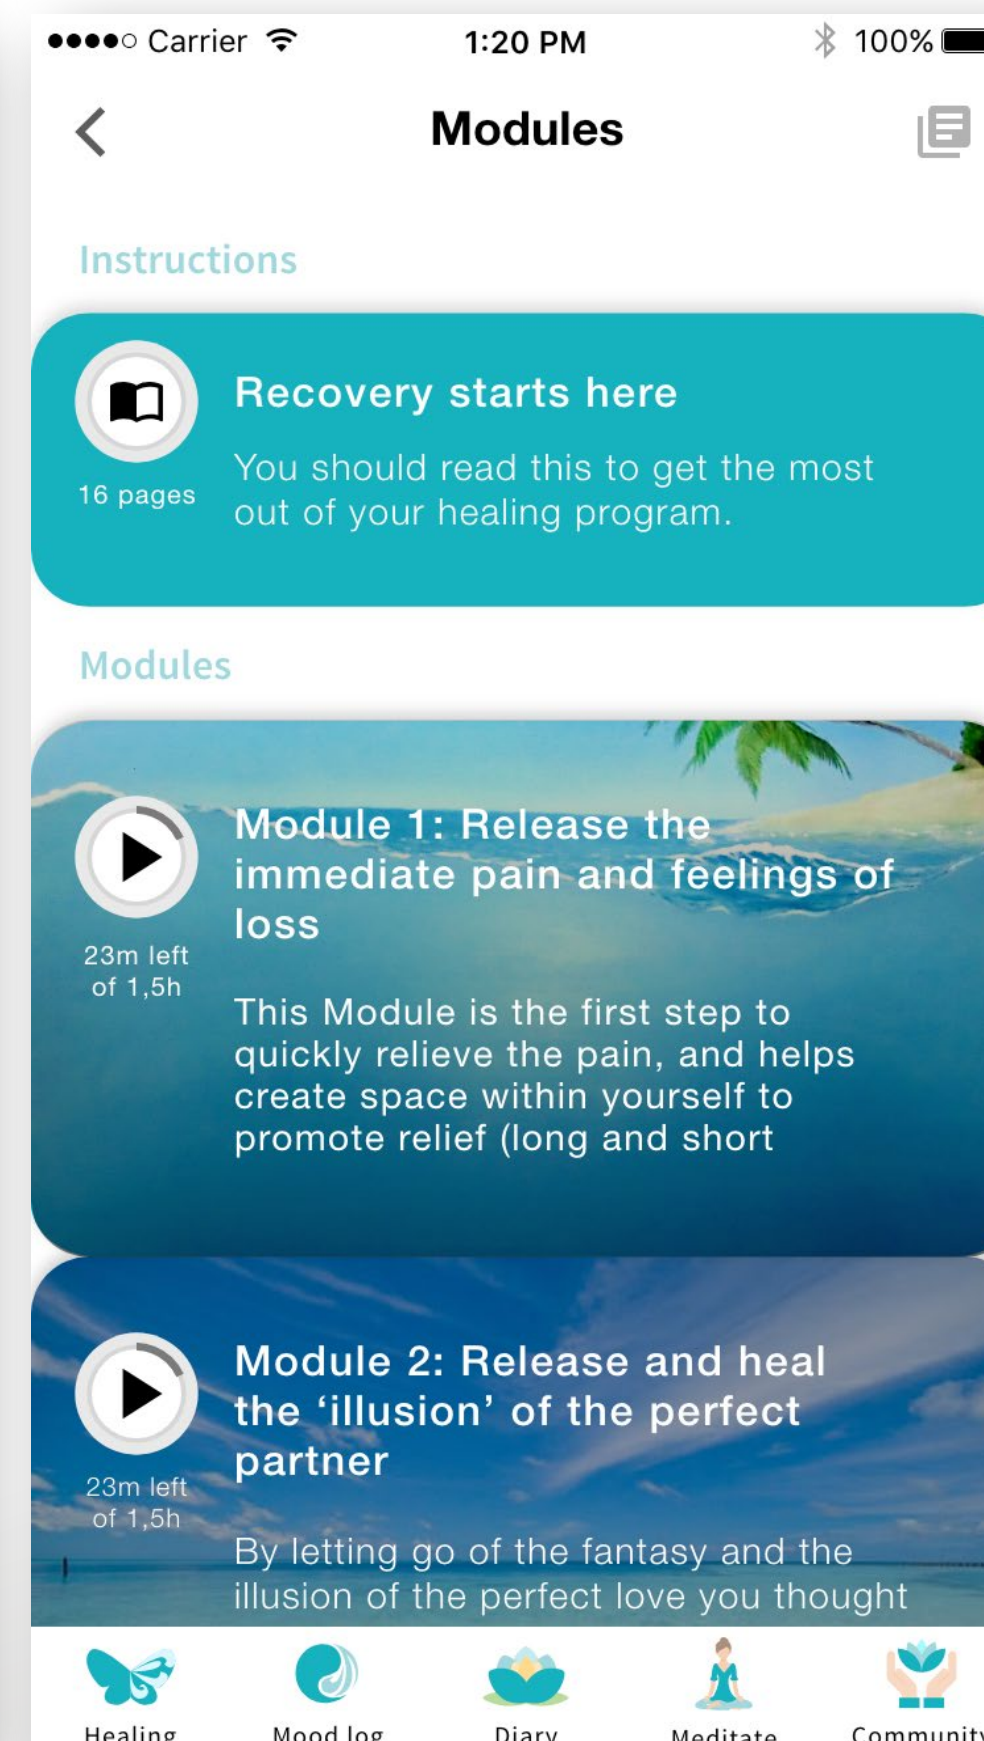 Carrier
1:20 PM
100%
Modules
Instructions
Recovery starts here
You should read this to get the most
out of your healing program.
16 pages
Modules
Module 1: Release the
immediate pain and feelings of
loss
23m left
of 1,5h
This Module is the first step to
quickly relieve the pain, and helps
create space within yourself to
promote relief (long and short
Module 2: Release and heal
the ‘illusion’ of the perfect
partner
23m left
of 1,5h
By letting go of the fantasy and the
illusion of the perfect love you thought
Healing
Mood log
Diary
Meditate
Community